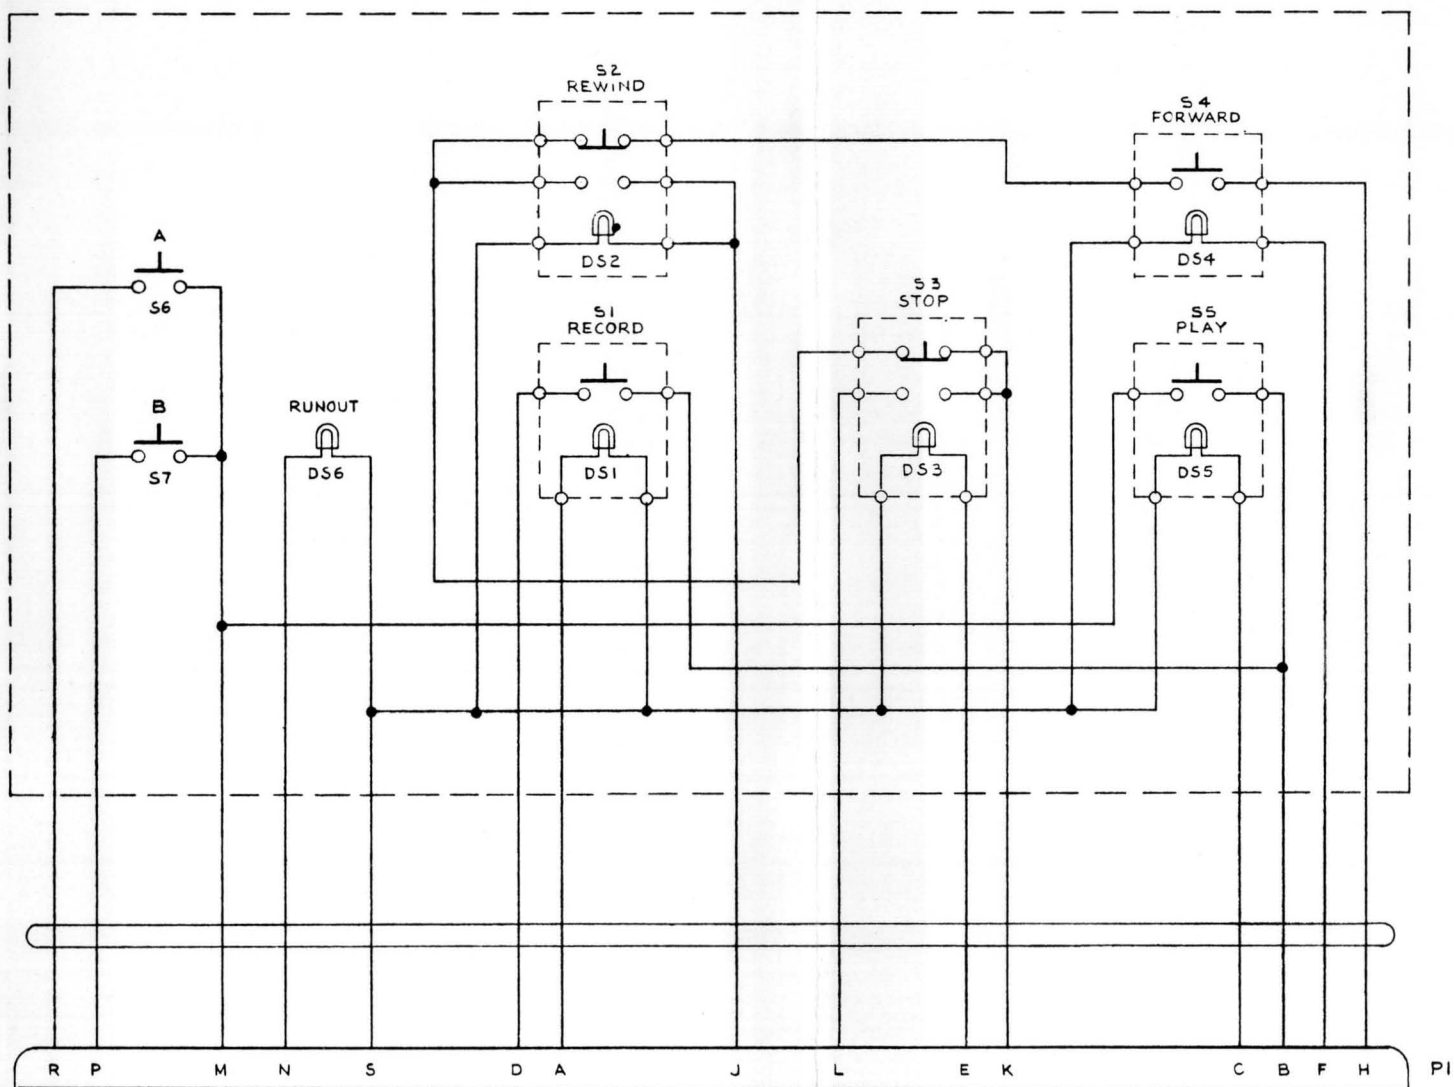 S2
REWIND
S4
FORWARD
A
S6
DS2
DS4
S3
STOP
S1
RECORD
S5
PLAY
B
S7
RUNOUT
DS6
DS1
DS3
DS5
R P M N S D A J L E K C B F H P1